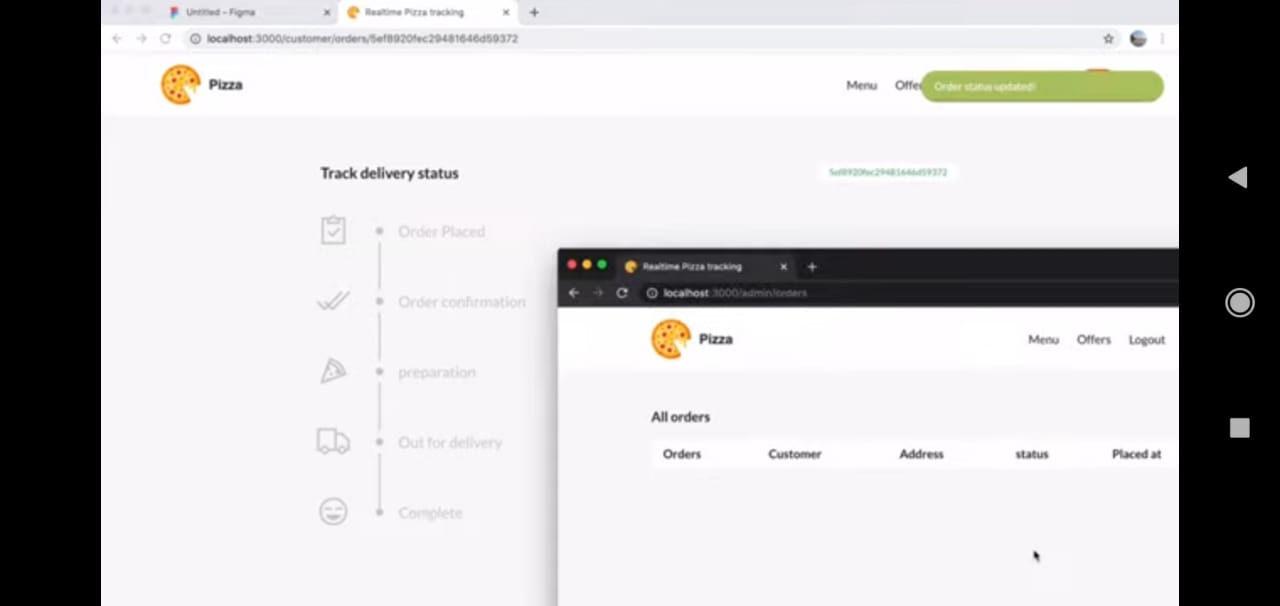 Untitled – Figma
Realtime Pizza tracking
localhost:3000/customer/orders/5ef8920fec29481646d59372
Pizza
Menu
Offe
Order status updated!
Track delivery status
5ef8920fec29481646d59372
Order Placed
Order confirmation
preparation
Out for delivery
Complete
Realtime Pizza tracking
localhost:3000/admin/orders
Pizza
Menu Offers Logout
All orders
Orders Customer Address status Placed at